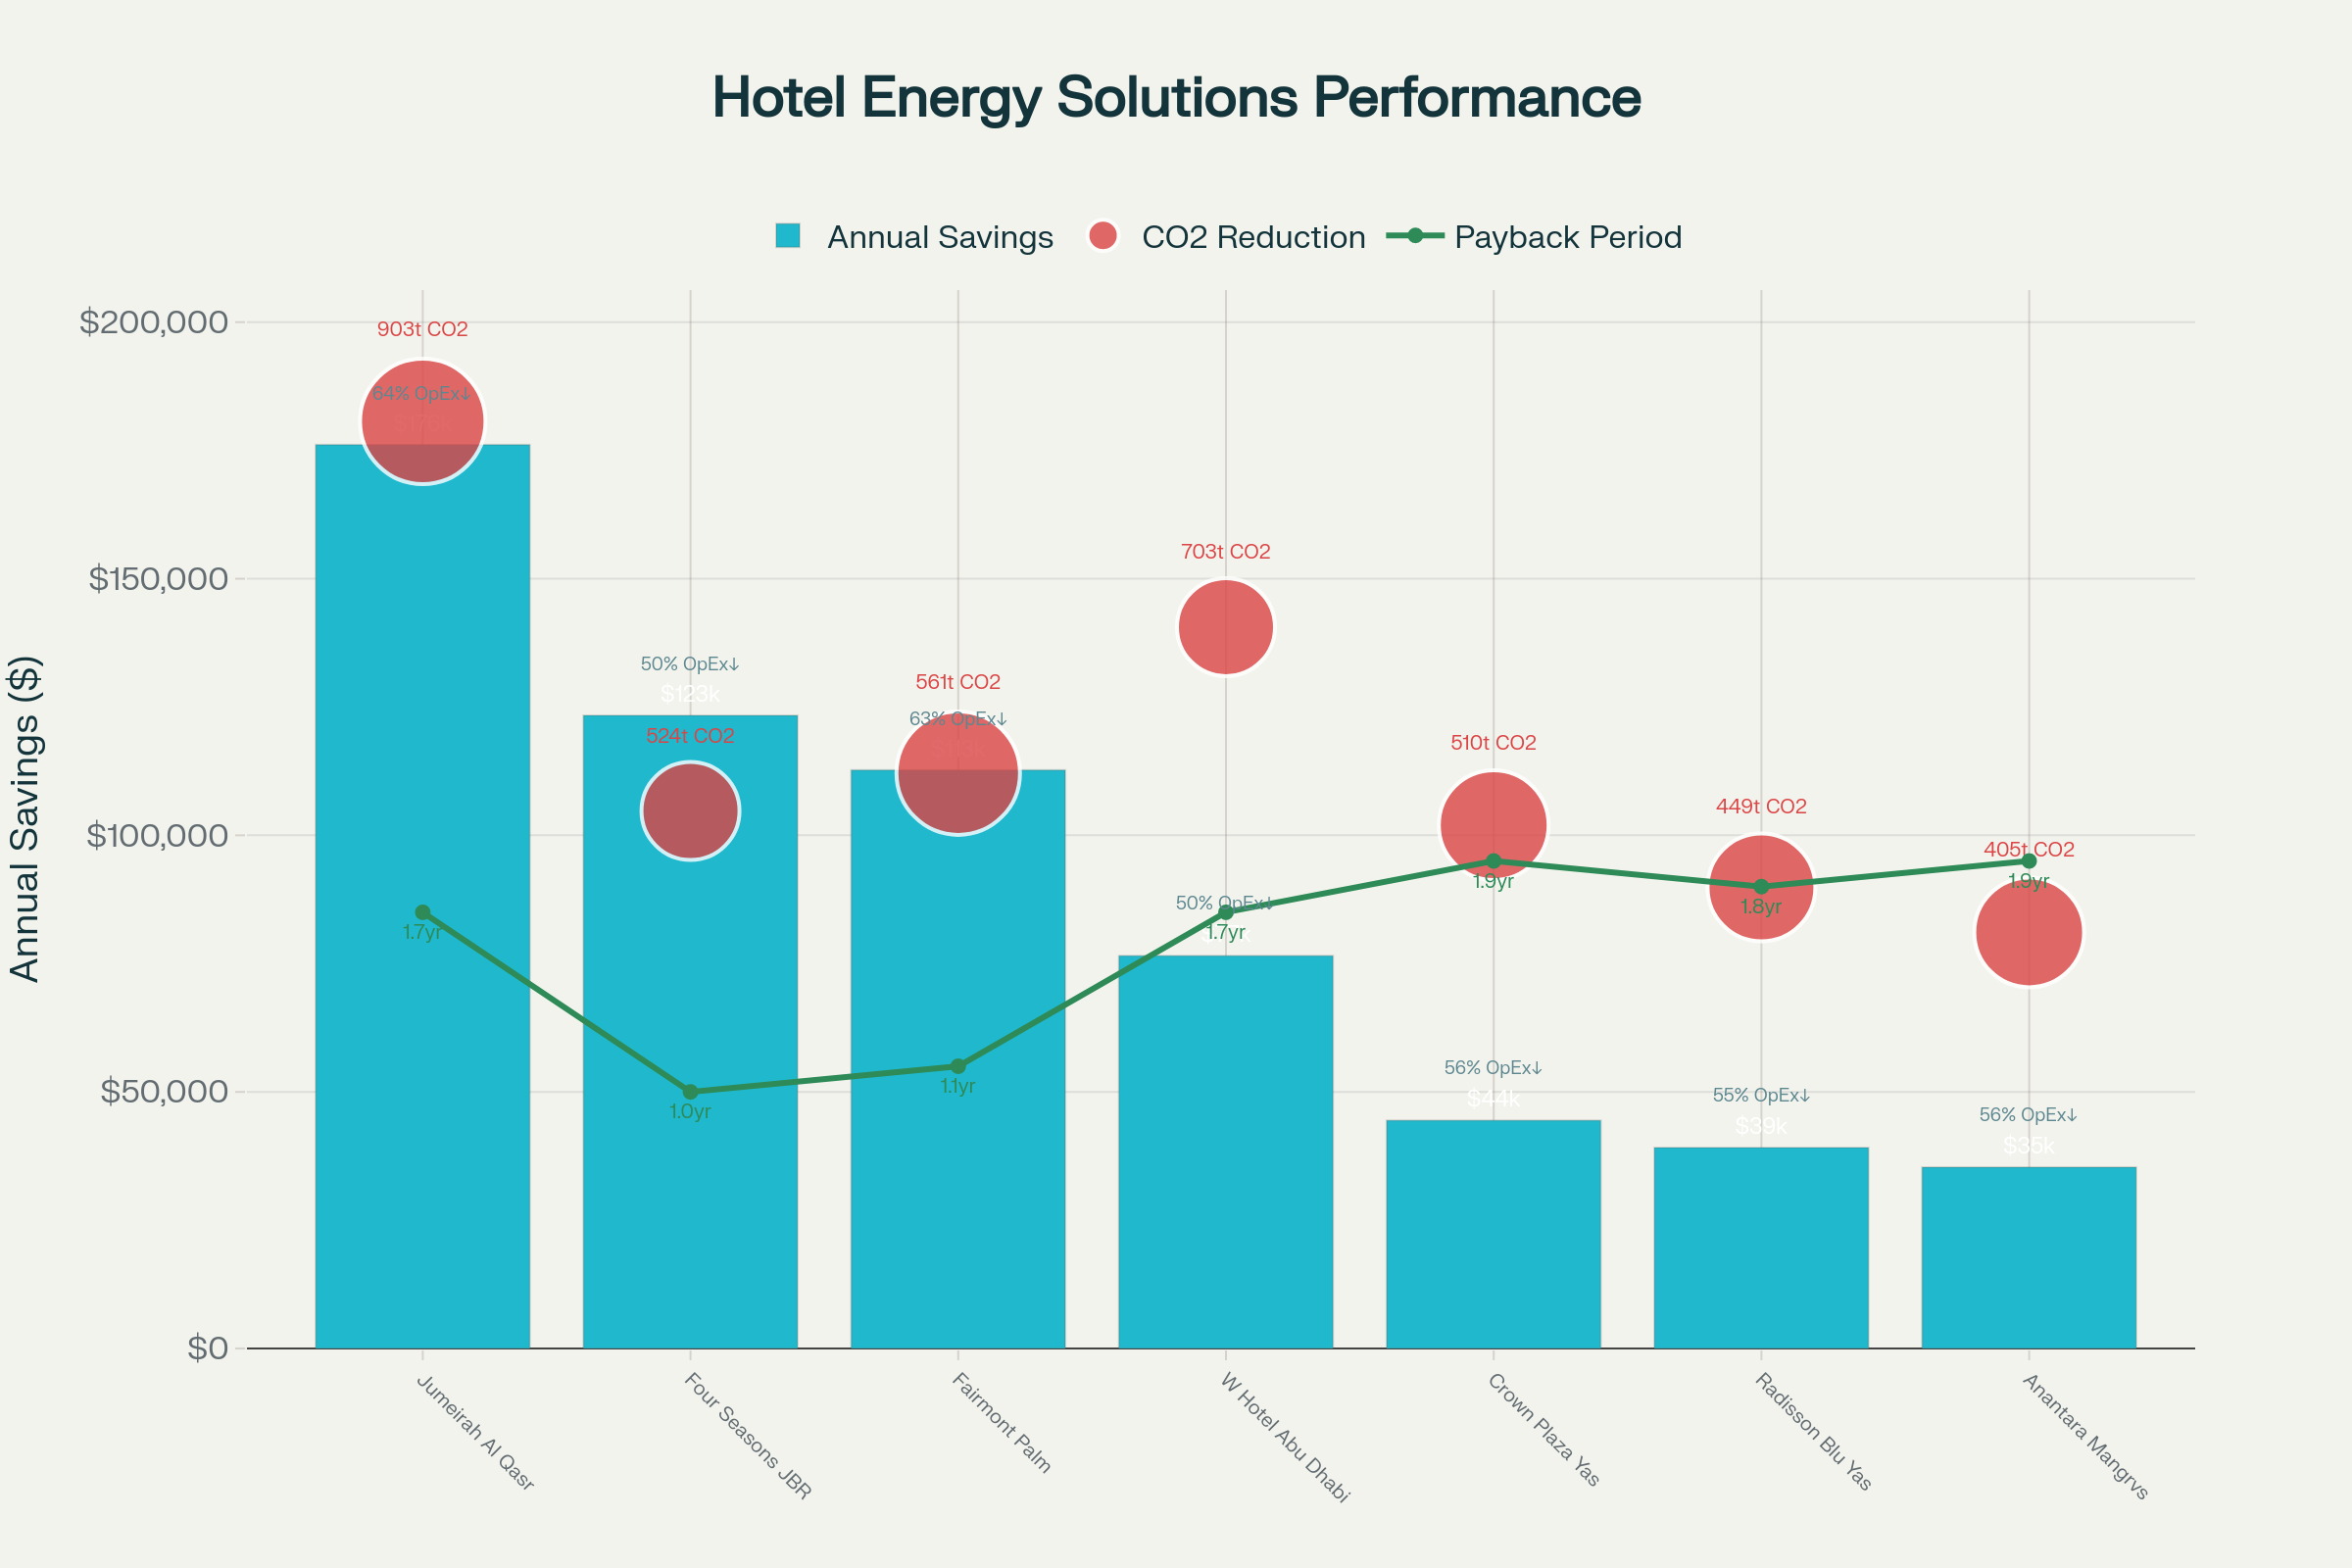 Hotel Energy Solutions Performance
Annual Savings
CO2 Reduction
Payback Period
Annual Savings ($)
$200,000
$150,000
$100,000
$50,000
$0
903t CO2
64% OpEx↓
1.7yr
50% OpEx↓
$123k
524t CO2
1.0yr
561t CO2
63% OpEx↓
1.1yr
703t CO2
50% OpEx↓
1.7yr
510t CO2
1.9yr
56% OpEx↓
$44k
449t CO2
1.8yr
55% OpEx↓
$39k
405t CO2
1.9yr
56% OpEx↓
$35k
Jumeirah Al Qasr
Four Seasons JBR
Fairmont Palm
W Hotel Abu Dhabi
Crown Plaza Yas
Radisson Blu Yas
Anantara Mangrvs